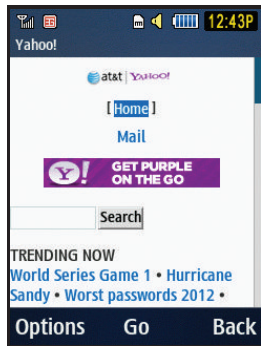 12:43P
Yahoo!
at&t | YAHOO!
[ Home ]
Mail
Y! GET PURPLE
ON THE GO
Search
TRENDING NOW
World Series Game 1 • Hurricane
Sandy • Worst passwords 2012 •
Options Go Back